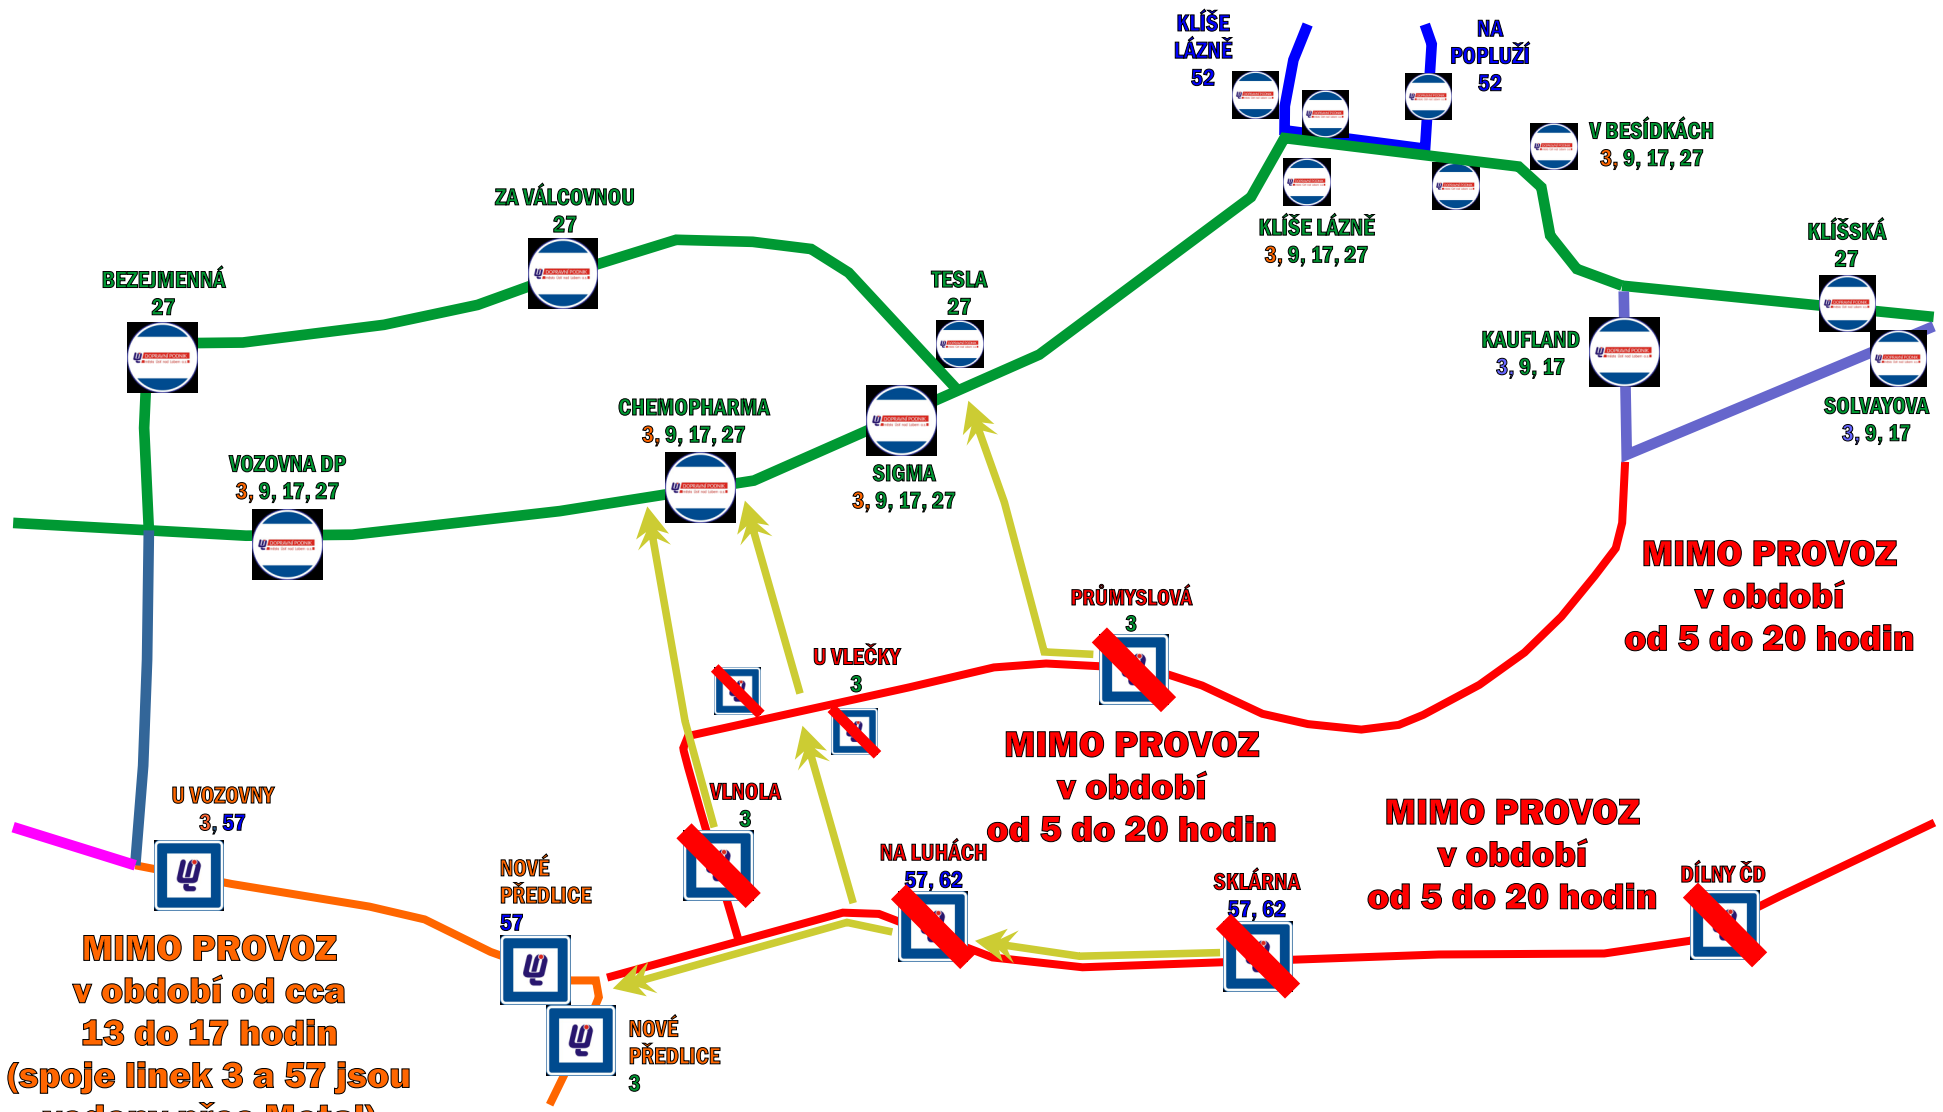 KLÍŠE
LÁZNĚ
52
NA
POPLUŽÍ
52
V BESÍDKÁCH
3, 9, 17, 27
ZA VÁLCOVNOU
27
KLÍŠE LÁZNĚ
3, 9, 17, 27
KLÍŠSKÁ
27
BEZEJMENNÁ
27
TESLA
27
KAUFLAND
3, 9, 17
SOLVAYOVA
3, 9, 17
CHEMOPHARMA
3, 9, 17, 27
VOZOVNA DP
3, 9, 17, 27
SIGMA
3, 9, 17, 27
MIMO PROVOZ
v období
od 5 do 20 hodin
PRŮMYSLOVÁ
3
U VLEČKY
3
MIMO PROVOZ
v období
od 5 do 20 hodin
VLNOLA
3
U VOZOVNY
3, 57
MIMO PROVOZ
v období
od 5 do 20 hodin
NA LUHÁCH
57, 62
SKLÁRNA
57, 62
DÍLNY ČD
NOVÉ
PŘEDLICE
57
MIMO PROVOZ
v období od cca
13 do 17 hodin
(spoje linek 3 a 57 jsou
NOVÉ
PŘEDLICE
3